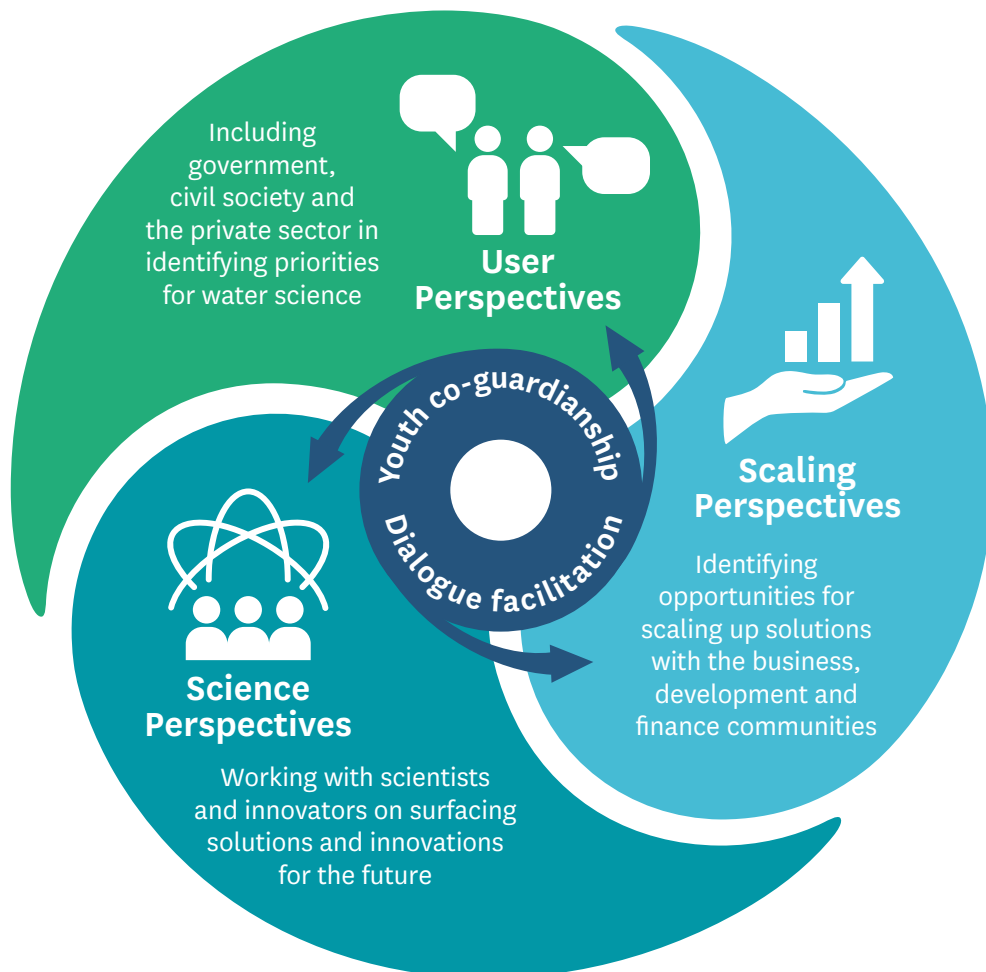 Including
government,
civil society and
the private sector in
identifying priorities
for water science
User
Perspectives
Scaling
Perspectives
Identifying
opportunities for
scaling up solutions
with the business,
development and
finance communities
Youth co-guardianship
Dialogue facilitation
Science
Perspectives
Working with scientists
and innovators on surfacing
solutions and innovations
for the future